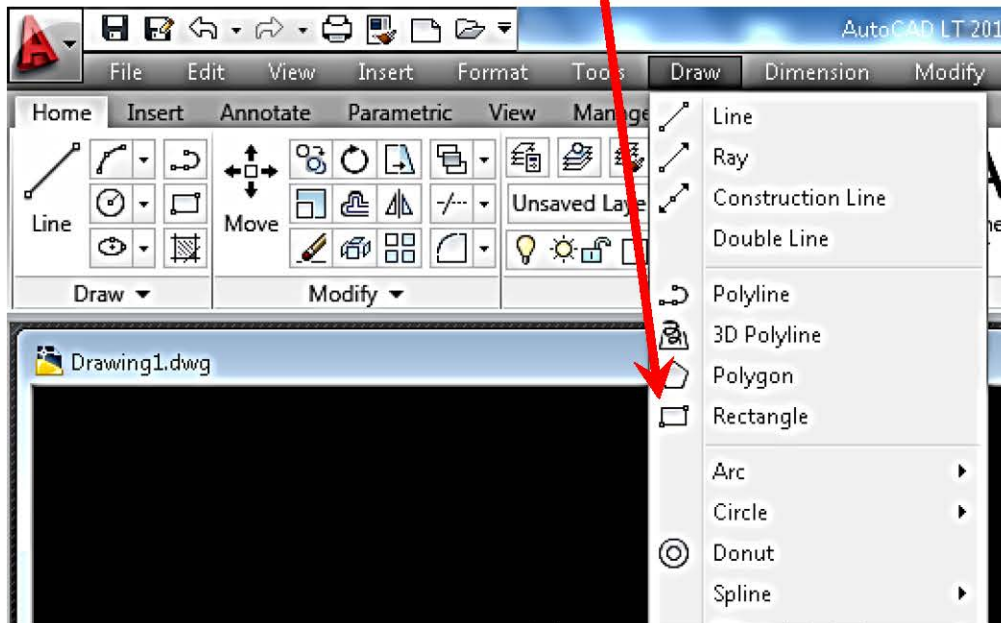 AutoCAD LT 201
File Edit View Insert Format Tools Draw Dimension Modify
Home Insert Annotate Parametric View Manage
Line
Move
Unsaved Laye
Draw Modify
Drawing1.dwg
Line
Ray
Construction Line
Double Line
Polyline
3D Polyline
Polygon
Rectangle
Arc
Circle
Donut
Spline